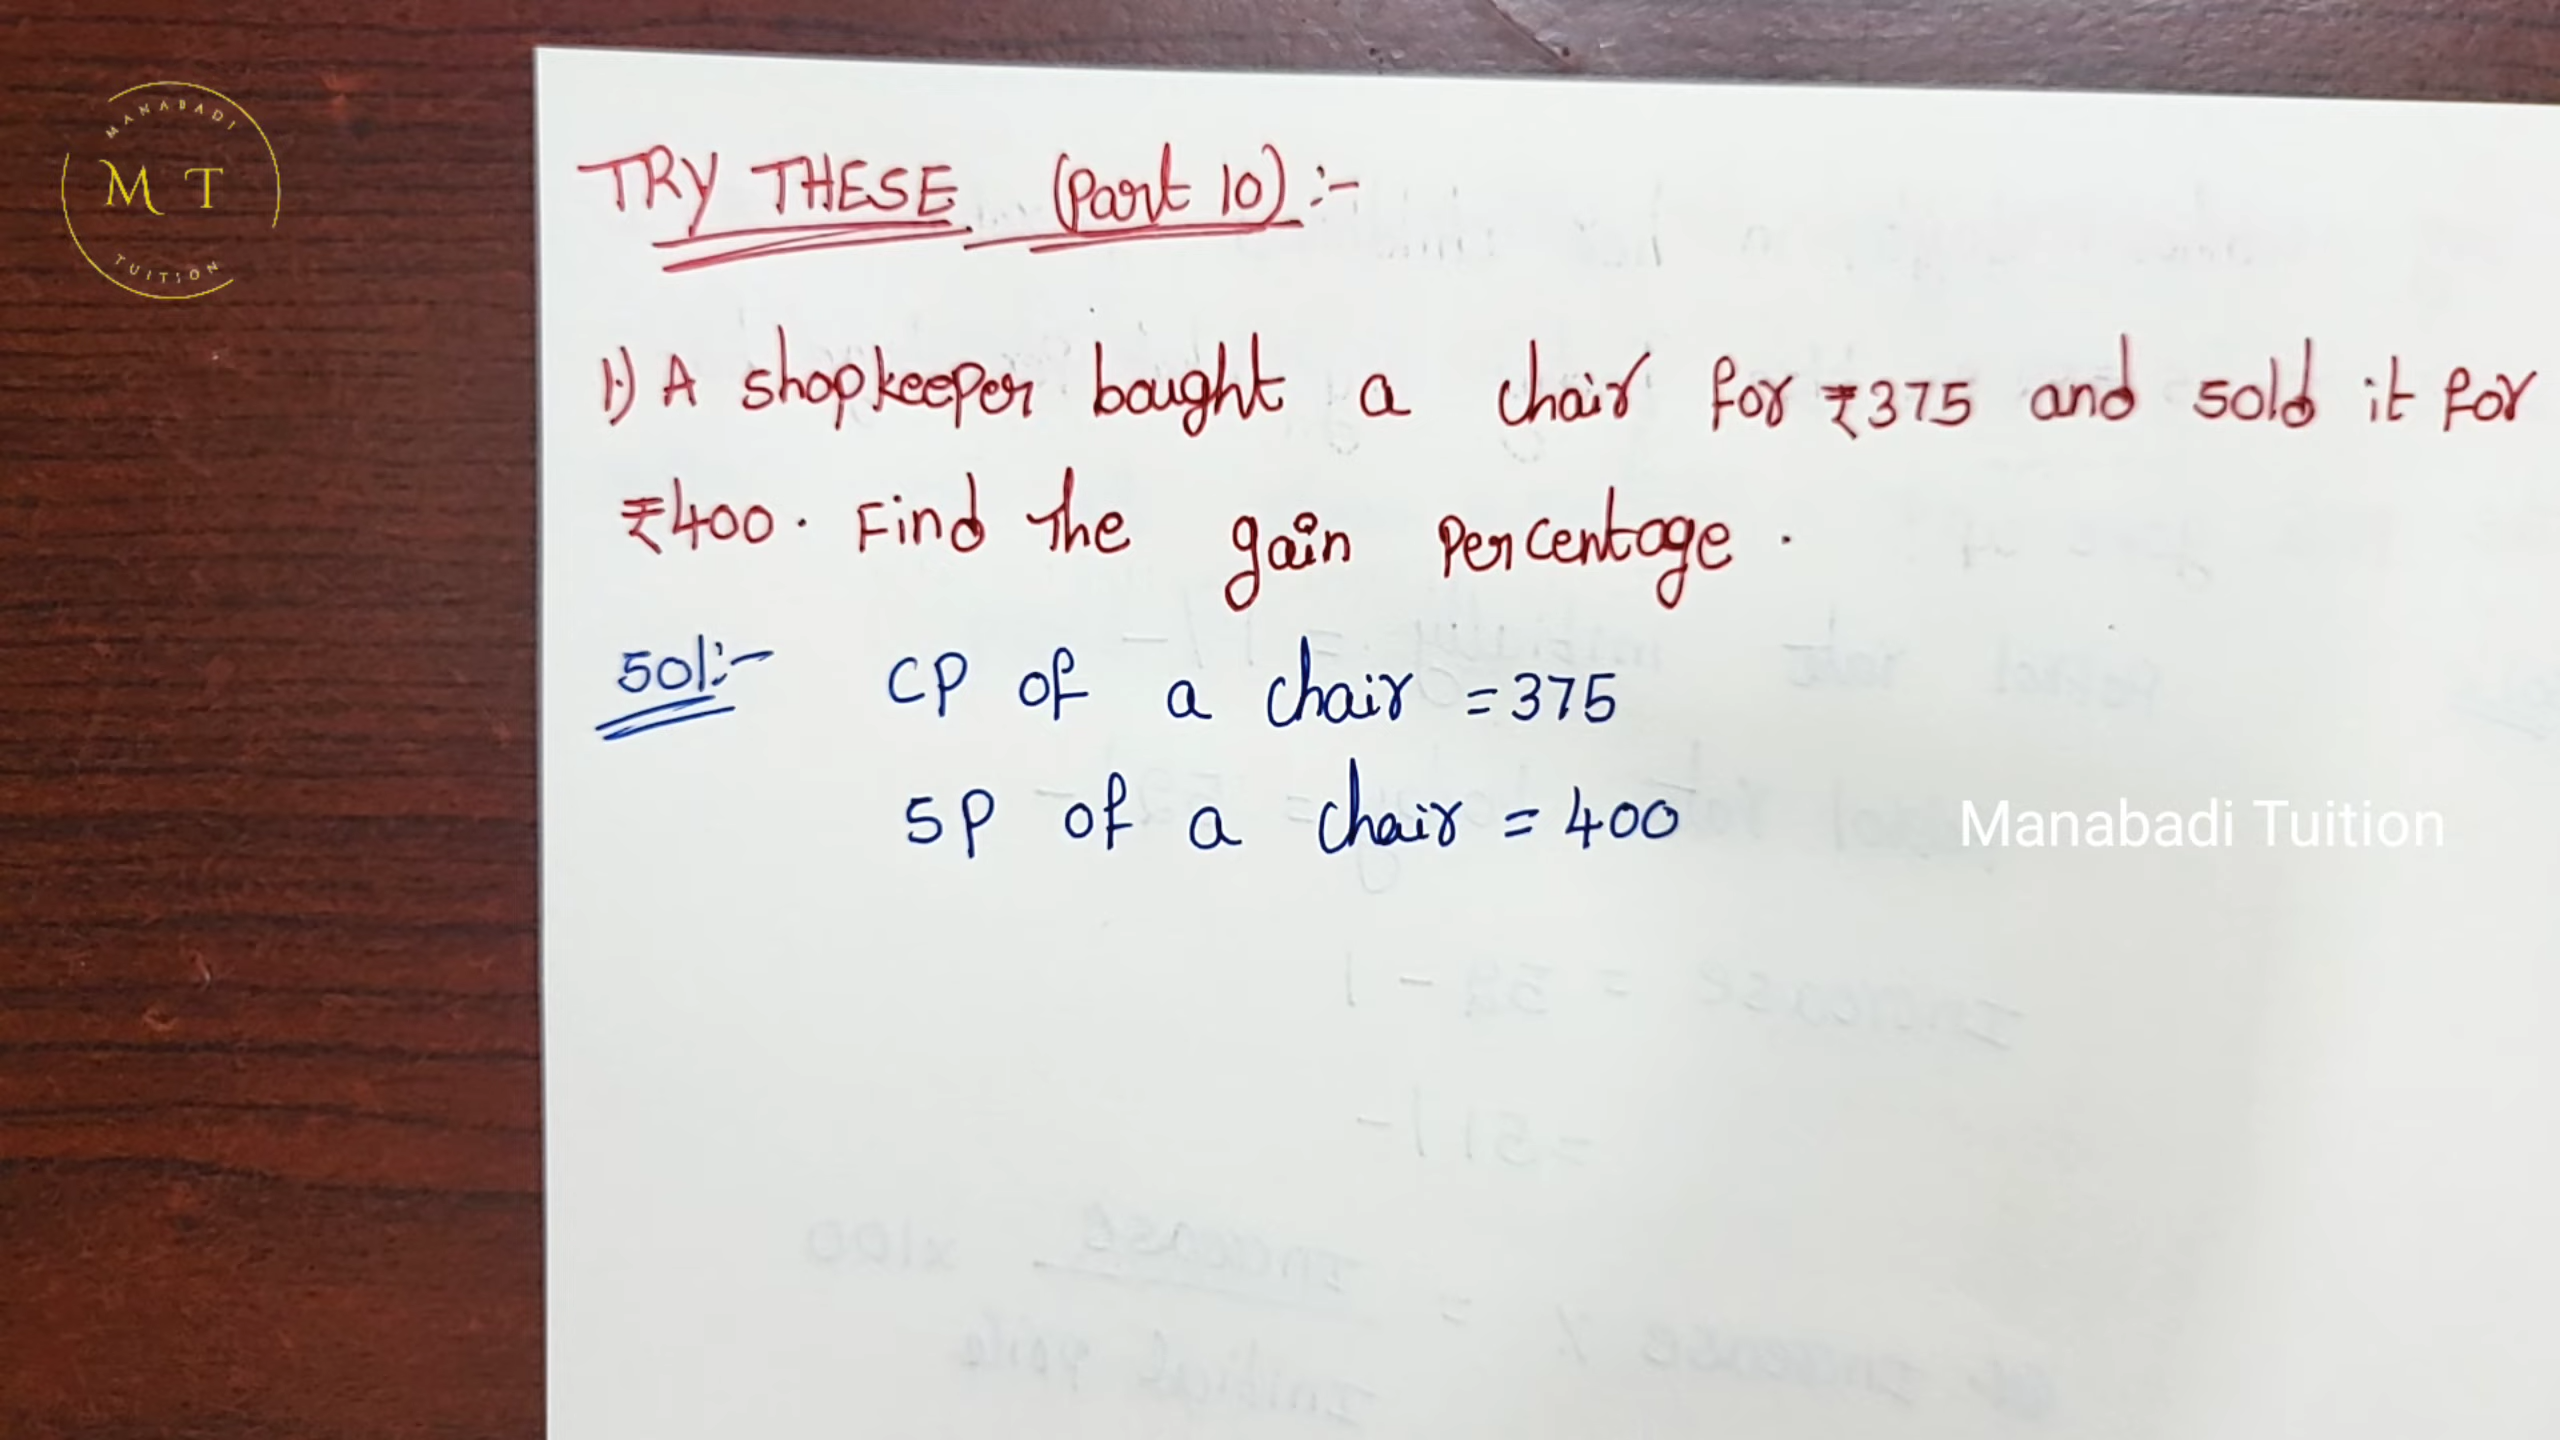 MANABADI
M T
TUITION
TRY THESE (Part 10) :-
1) A shopkeeper bought a chair for ₹375 and sold it for
₹400. Find the gain percentage.
Sol:- CP of a chair = 375
SP of a chair = 400
Manabadi Tuition